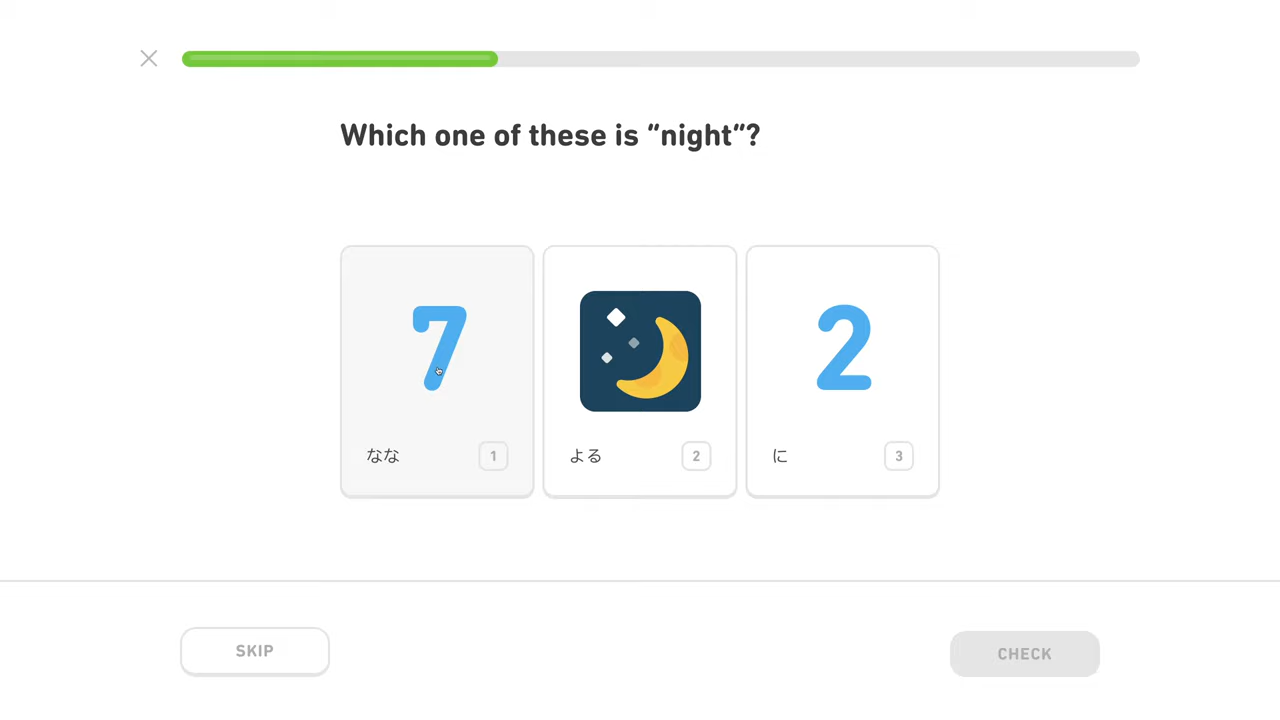 Which one of these is “night”?
7
2
なな 1
よる 2
に 3
SKIP
CHECK